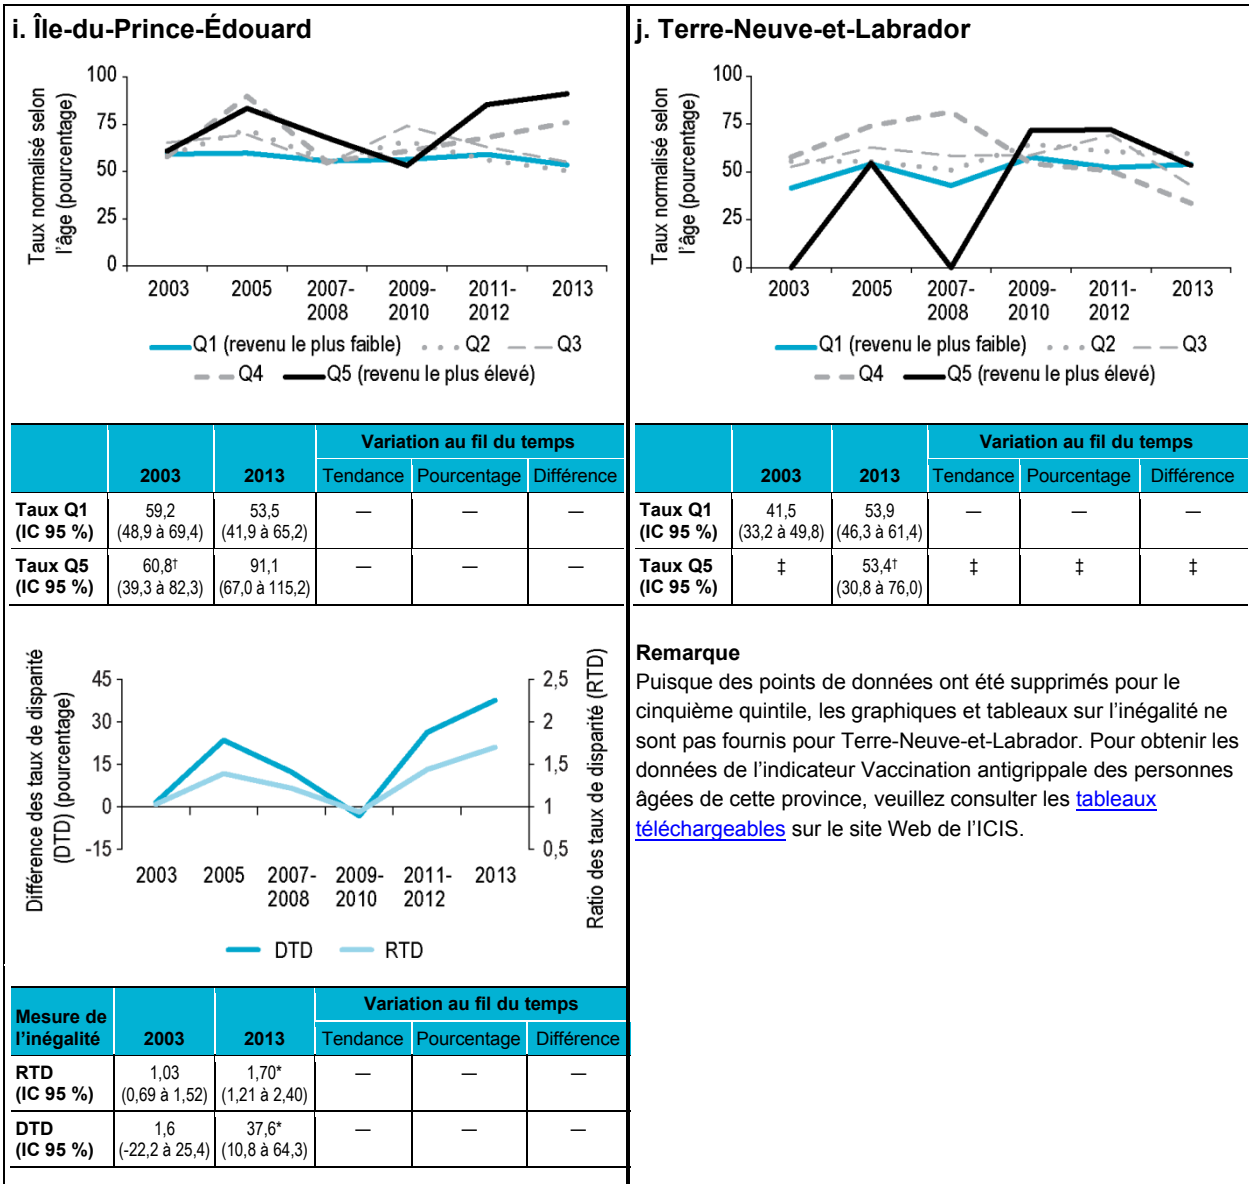 i. Île-du-Prince-Édouard
Taux normalisé selon
l'âge (pourcentage)
100
75
50
25
0
2003 2005 2007- 2009- 2011- 2013
2008 2010 2012
Q1 (revenu le plus faible) Q2 Q3
Q4 Q5 (revenu le plus élevé)
Variation au fil du temps
2003 2013 Tendance Pourcentage Différence
Taux Q1 59,2 53,5 — — —
(IC 95 %) (48,9 à 69,4) (41,9 à 65,2)
Taux Q5 60,8† 91,1 — — —
(IC 95 %) (39,3 à 82,3) (67,0 à 115,2)
Différence des taux de disparité
(DTD) (pourcentage)
45
30
15
0
-15
2,5
2
1,5
1
0,5
Ratio des taux de disparité (RTD)
2003 2005 2007- 2009- 2011- 2013
2008 2010 2012
DTD RTD
Mesure de Variation au fil du temps
l'inégalité 2003 2013 Tendance Pourcentage Différence
RTD 1,03 1,70* — — —
(IC 95 %) (0,69 à 1,52) (1,21 à 2,40)
DTD 1,6 37,6* — — —
(IC 95 %) (-22,2 à 25,4) (10,8 à 64,3)
j. Terre-Neuve-et-Labrador
Taux normalisé selon
l'âge (pourcentage)
100
75
50
25
0
2003 2005 2007- 2009- 2011- 2013
2008 2010 2012
Q1 (revenu le plus faible) Q2 Q3
Q4 Q5 (revenu le plus élevé)
Variation au fil du temps
2003 2013 Tendance Pourcentage Différence
Taux Q1 41,5 53,9 — — —
(IC 95 %) (33,2 à 49,8) (46,3 à 61,4)
Taux Q5 ‡ 53,4† ‡ ‡ ‡
(IC 95 %) (30,8 à 76,0)
Remarque
Puisque des points de données ont été supprimés pour le
cinquième quintile, les graphiques et tableaux sur l'inégalité ne
sont pas fournis pour Terre-Neuve-et-Labrador. Pour obtenir les
données de l'indicateur Vaccination antigrippale des personnes
âgées de cette province, veuillez consulter les tableaux
téléchargeables sur le site Web de l'ICIS.